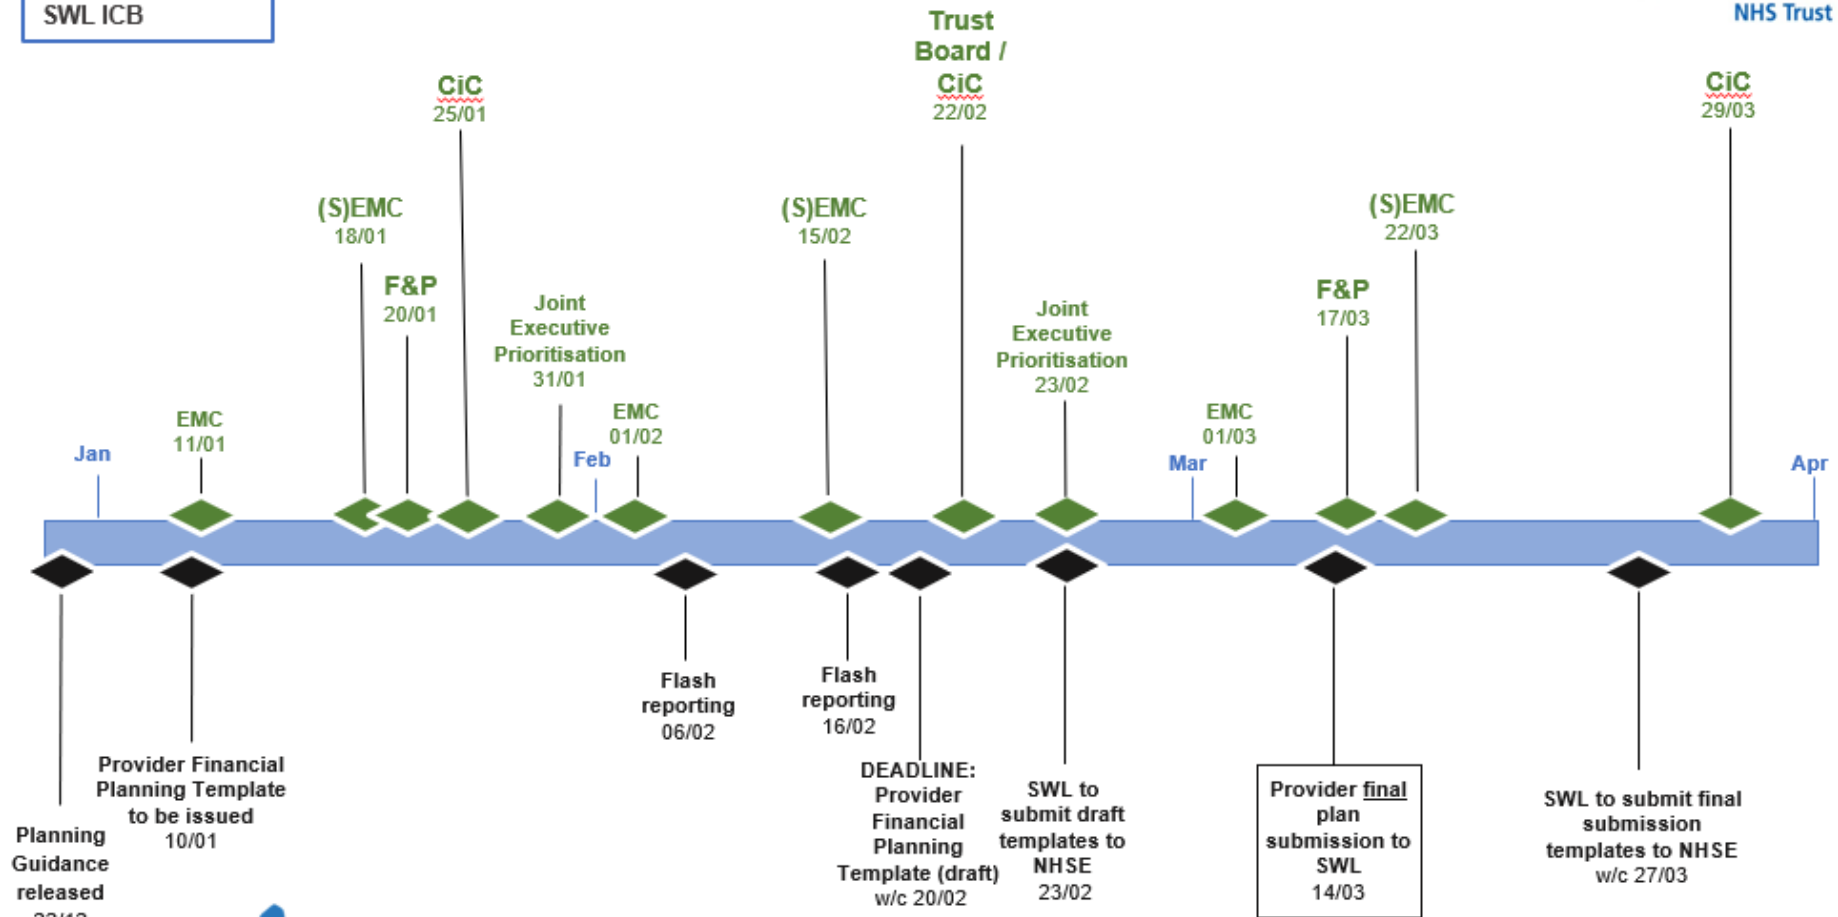 SWL ICB
NHS Trust
Trust
Board /
CiC
22/02
CiC
25/01
CiC
29/03
(S)EMC
18/01
(S)EMC
15/02
(S)EMC
22/03
F&P
20/01
F&P
17/03
Joint
Executive
Prioritisation
31/01
Joint
Executive
Prioritisation
23/02
EMC
11/01
EMC
01/02
EMC
01/03
Jan
Feb
Mar
Apr
Flash
reporting
06/02
Flash
reporting
16/02
Provider Financial
Planning Template
to be issued
10/01
DEADLINE:
Provider
Financial
Planning
Template (draft)
w/c 20/02
SWL to
submit draft
templates to
NHSE
23/02
Provider final
plan
submission to
SWL
14/03
SWL to submit final
submission
templates to NHSE
w/c 27/03
Planning
Guidance
released